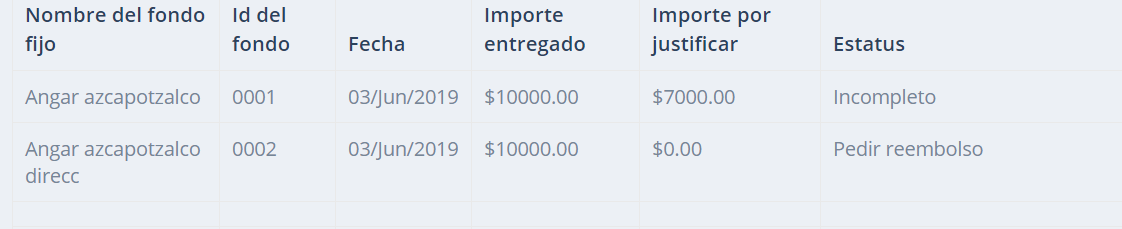 Nombre del fondo fijo Id del fondo Fecha Importe entregado Importe por justificar Estatus
Angar azcapotzalco 0001 03/Jun/2019 $10000.00 $7000.00 Incompleto
Angar azcapotzalco direcc 0002 03/Jun/2019 $10000.00 $0.00 Pedir reembolso